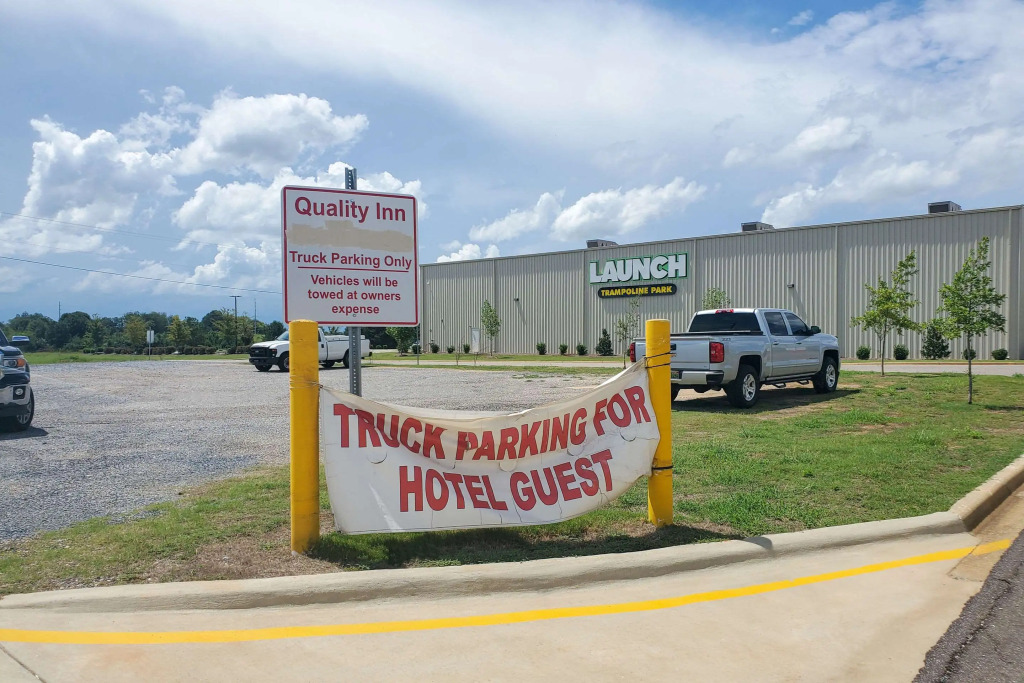 Quality Inn
Truck Parking Only
Vehicles will be
towed at owners
expense
LAUNCH
TRAMPOLINE PARK
TRUCK PARKING FOR
HOTEL GUEST